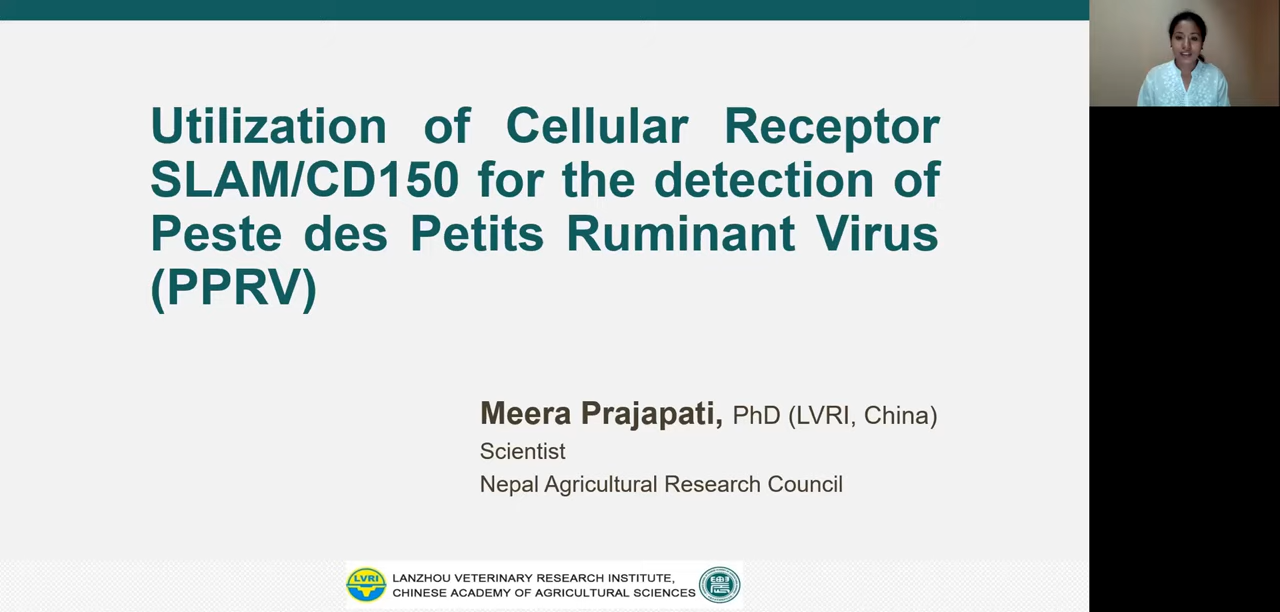 Utilization of Cellular Receptor
SLAM/CD150 for the detection of
Peste des Petits Ruminant Virus
(PPRV)
Meera Prajapati, PhD (LVRI, China)
Scientist
Nepal Agricultural Research Council
LVRI
LANZHOU VETERINARY RESEARCH INSTITUTE,
CHINESE ACADEMY OF AGRICULTURAL SCIENCES